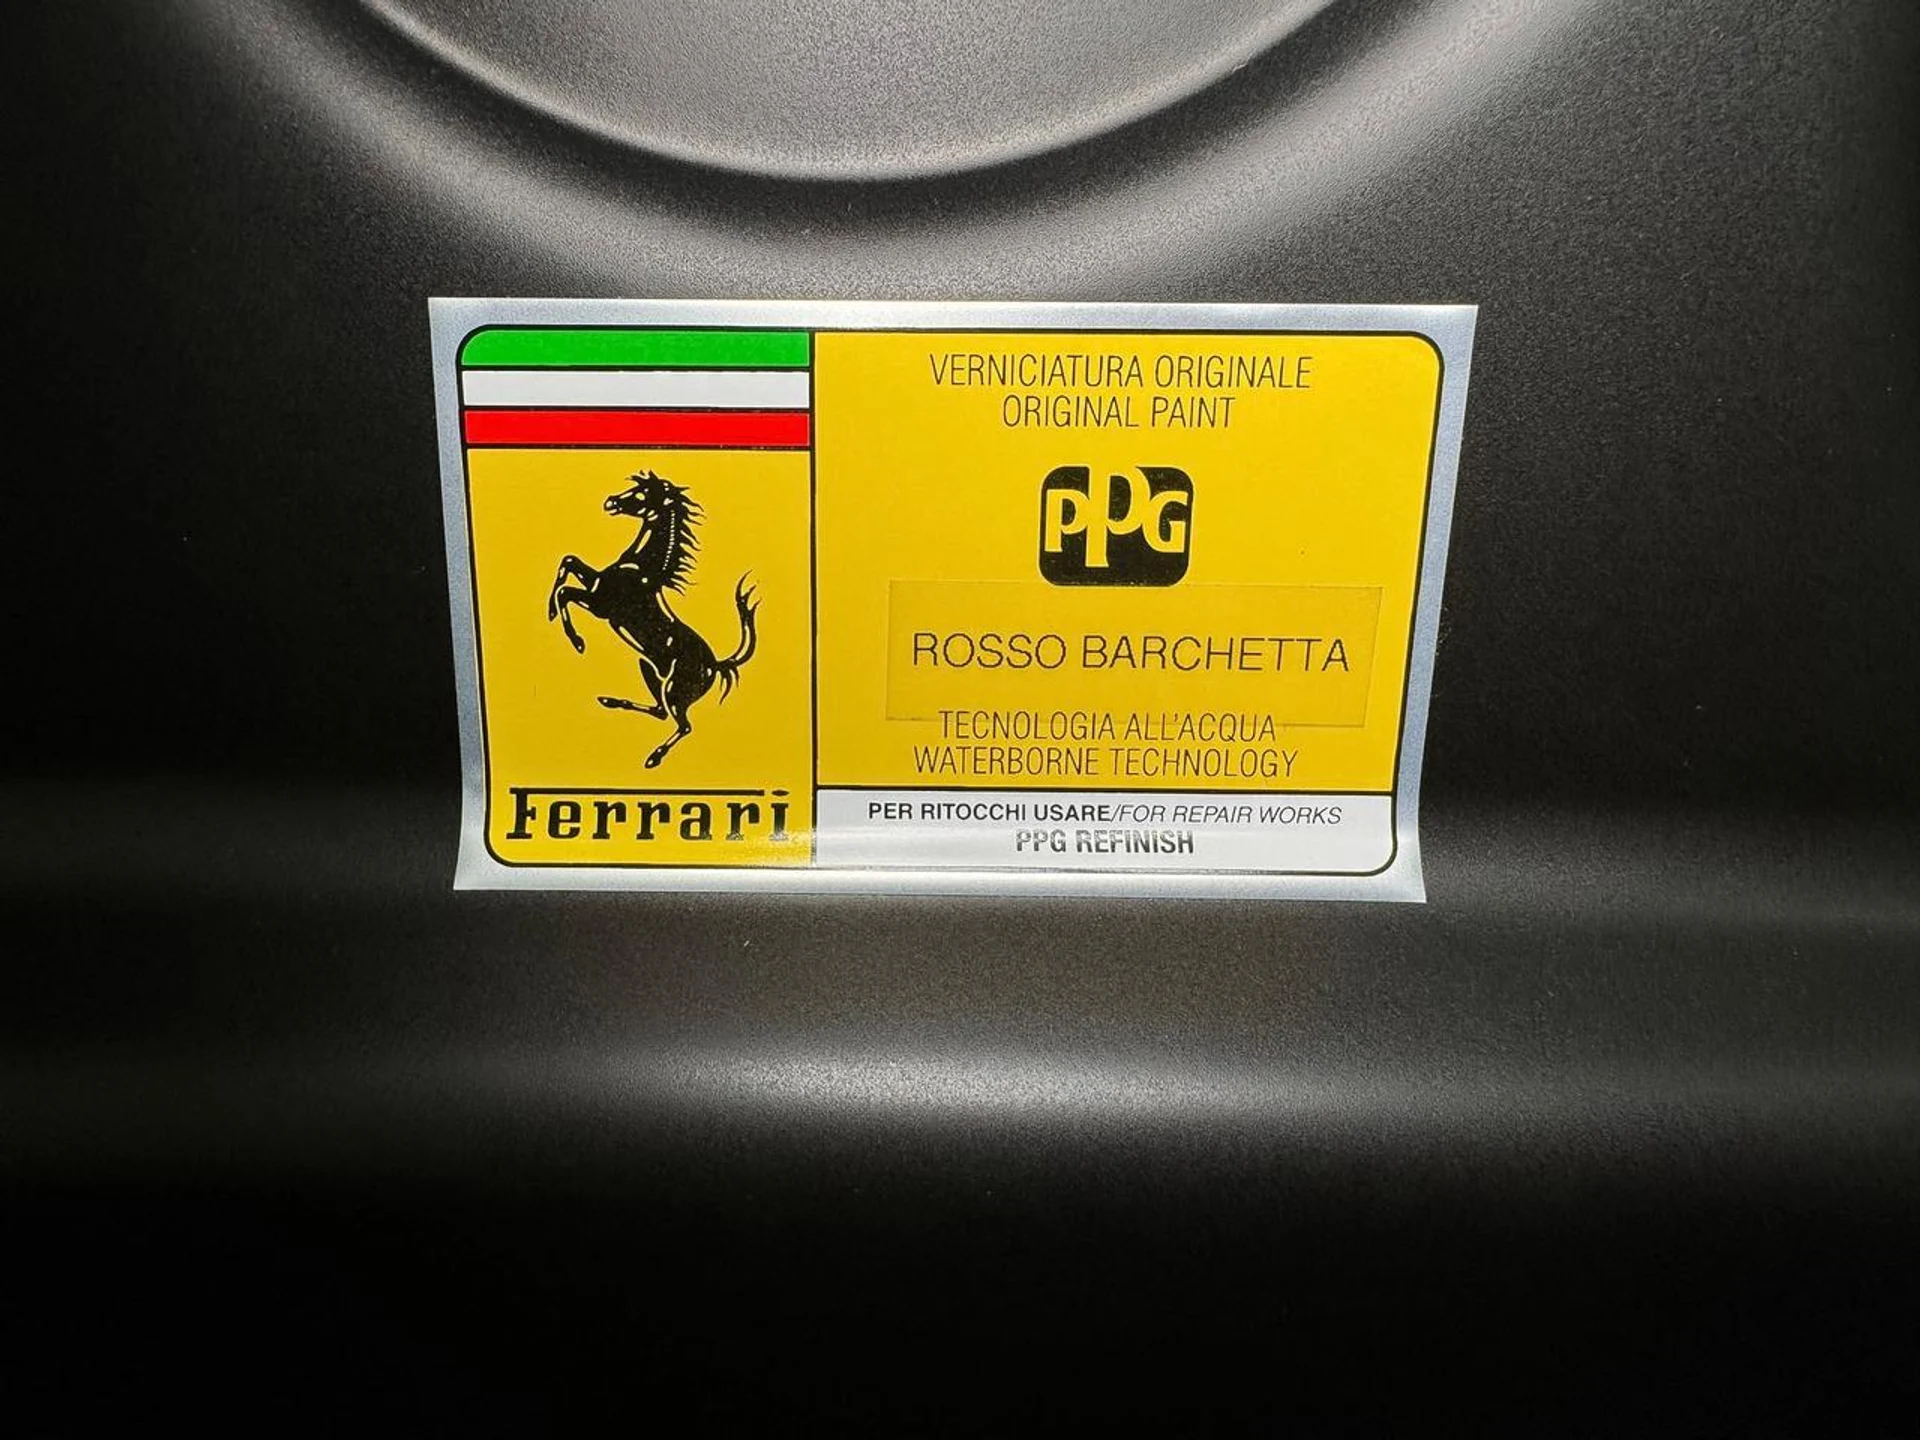 Ferrari
VERNICIATURA ORIGINALE
ORIGINAL PAINT
PPG
ROSSO BARCHETTA
TECNOLOGIA ALL'ACQUA
WATERBORNE TECHNOLOGY
PER RITOCCHI USARE/FOR REPAIR WORKS
PPG REFINISH